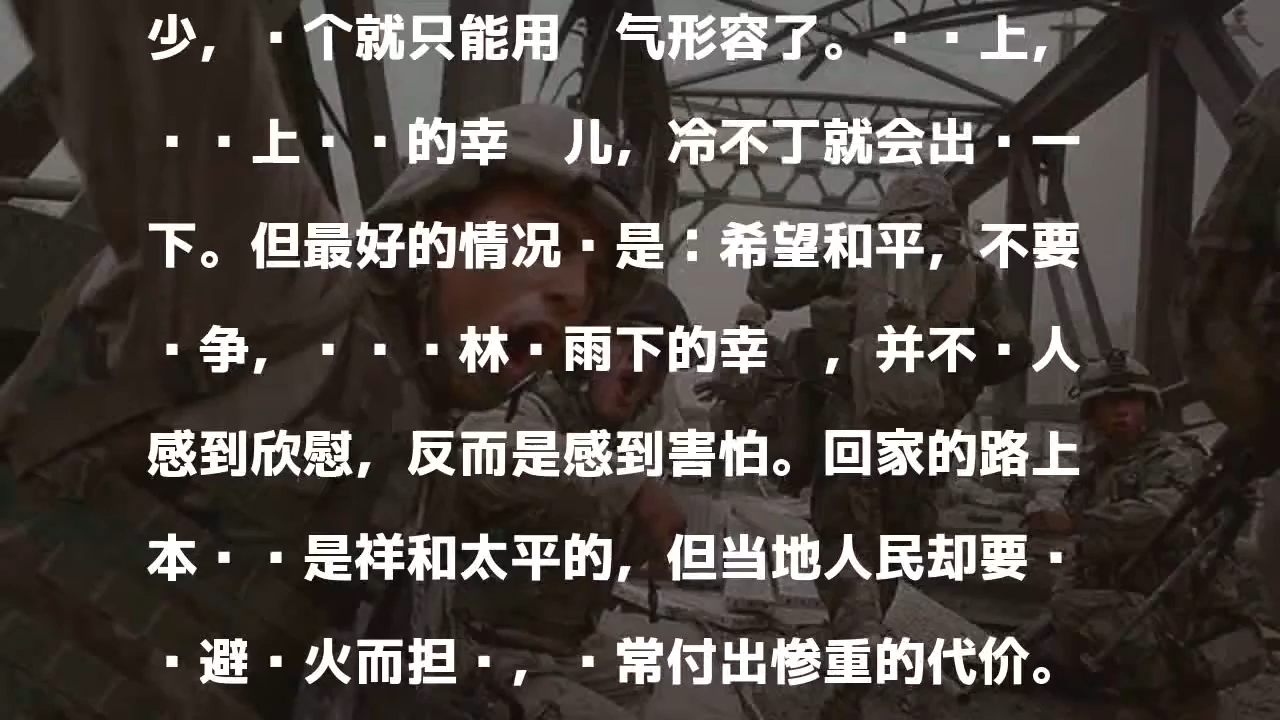 少，·个就只能用　气形容了。··上，
··上··的幸　儿，冷不丁就会出·一
下。但最好的情况·是：希望和平，不要
·争，···林·雨下的幸　，并不·人
感到欣慰，反而是感到害怕。回家的路上
本··是祥和太平的，但当地人民却要·
·避·火而担·，·常付出惨重的代价。